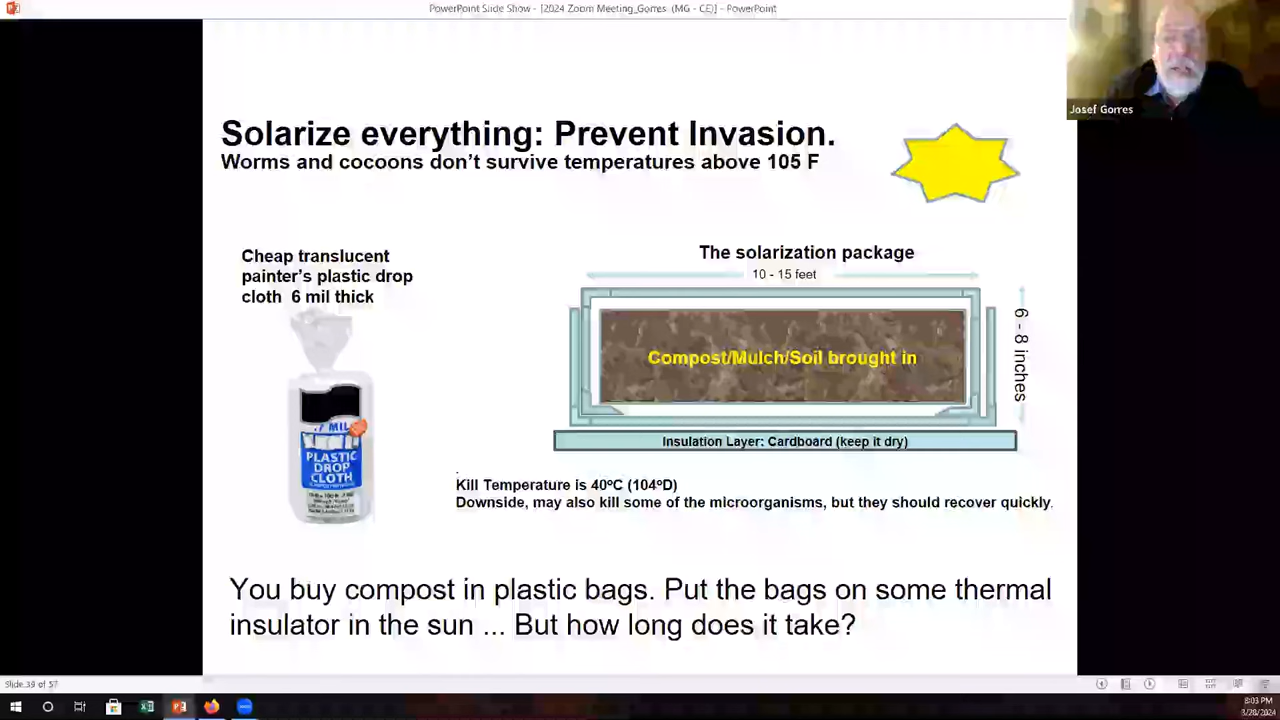 PowerPoint Slide Show - [2024 Zoom Meeting_Gorres (MG - CE)] - PowerPoint
Josef Gorres
Solarize everything: Prevent Invasion.
Worms and cocoons don't survive temperatures above 105 F
Cheap translucent
painter's plastic drop
cloth 6 mil thick
The solarization package
10 - 15 feet
6 - 8 inches
Compost/Mulch/Soil brought in
Insulation Layer: Cardboard (keep it dry)
MIL
PLASTIC
DROP
CLOTH
Kill Temperature is 40ºC (104ºD)
Downside, may also kill some of the microorganisms, but they should recover quickly.
You buy compost in plastic bags. Put the bags on some thermal
insulator in the sun ... But how long does it take?
Slide 39 of 57
8:03 PM
3/28/2024